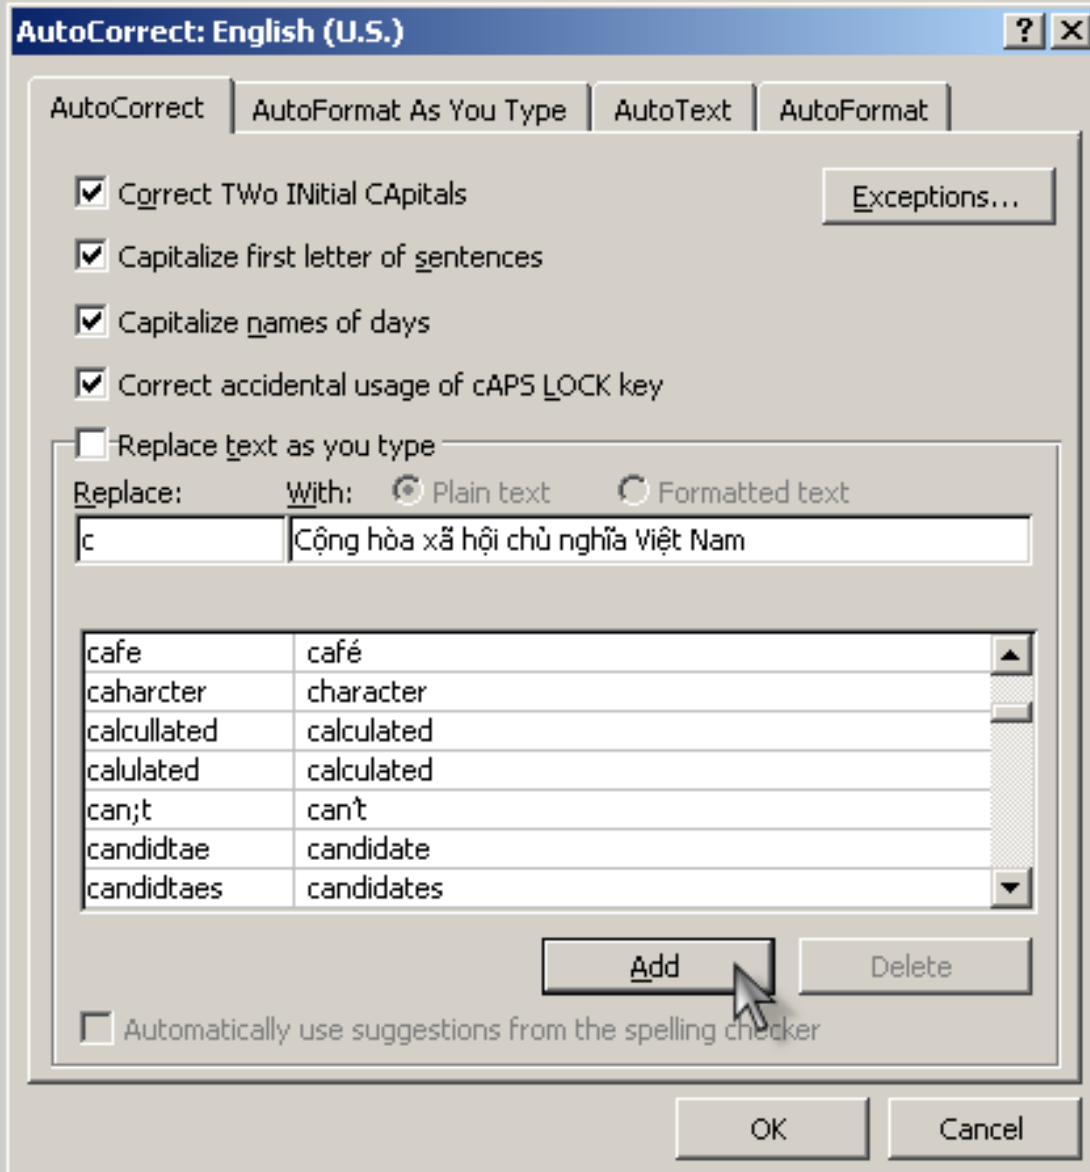 AutoCorrect: English (U.S.)
AutoCorrect AutoFormat As You Type AutoText AutoFormat
Correct TWo INitial CApitals Exceptions...
Capitalize first letter of sentences
Capitalize names of days
Correct accidental usage of cAPS LOCK key
Replace text as you type
Replace: With: Plain text Formatted text
c Cộng hòa xã hội chủ nghĩa Việt Nam
cafe café
caharcter character
calcullated calculated
calulated calculated
can;t can't
candidtae candidate
candidtaes candidates
Add Delete
Automatically use suggestions from the spelling checker
OK Cancel